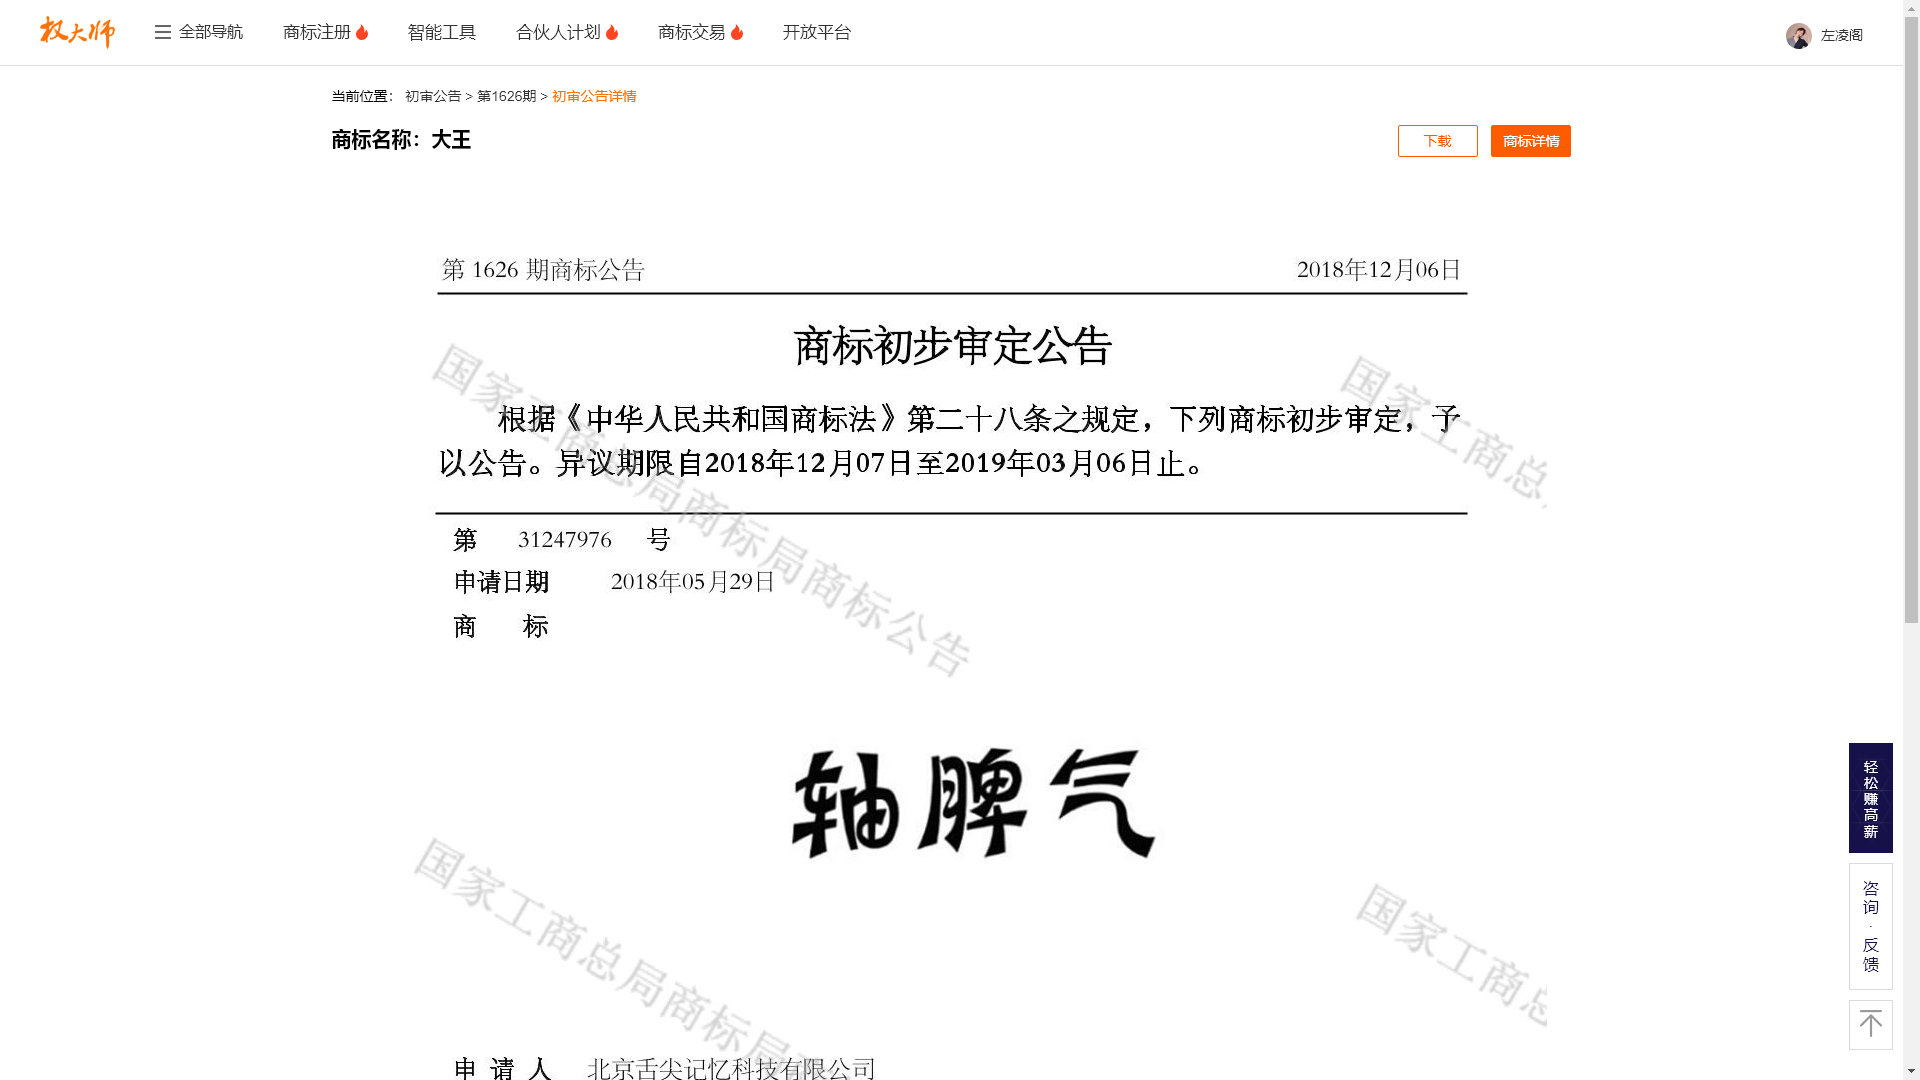 权大师 全部导航 商标注册 智能工具 合伙人计划 商标交易 开放平台 左凌阁
当前位置： 初审公告 > 第1626期 > 初审公告详情
商标名称：大王 下载 商标详情
第 1626 期商标公告 2018年12月06日
商标初步审定公告
根据《中华人民共和国商标法》第二十八条之规定，下列商标初步审定，予
以公告。异议期限自2018年12月07日至2019年03月06日止。
第 31247976 号
申请日期 2018年05月29日
商 标
轴脾气
申 请 人 北京舌尖记忆科技有限公司
国家工商总局商标局商标公告
国家工商总局
国家工商总局商标局商标
国家工商总
轻松赚高薪
咨询·反馈